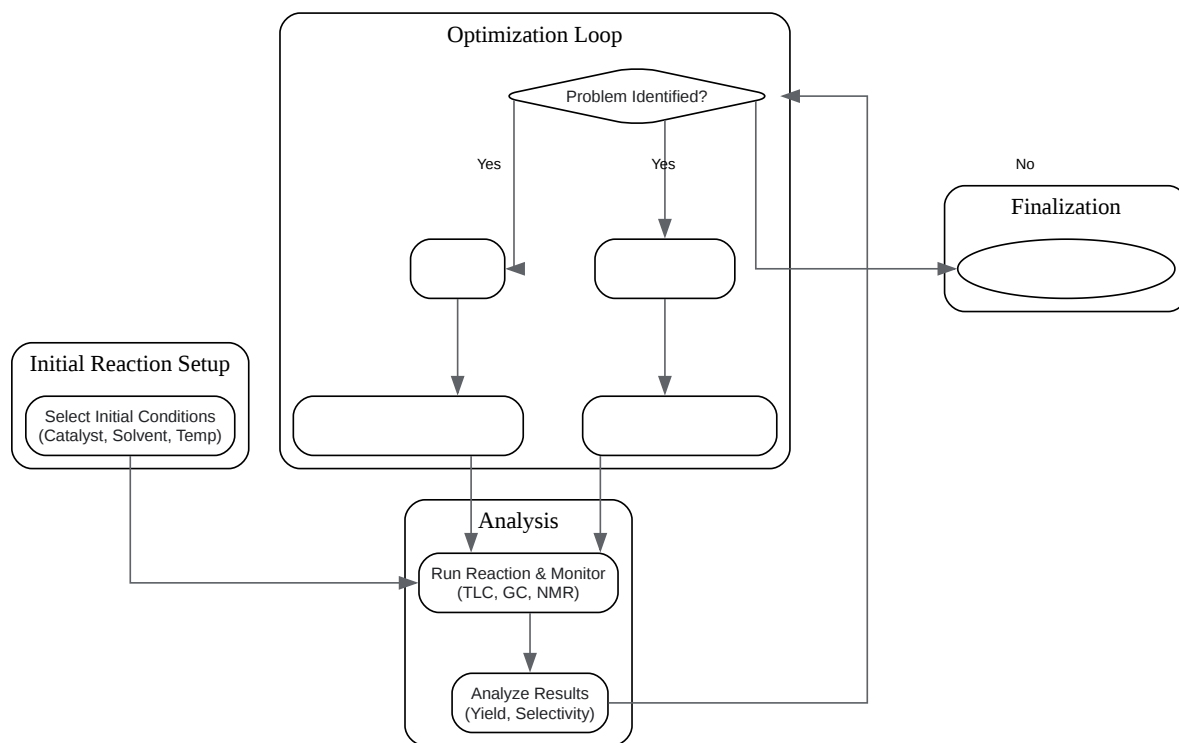 Optimization Loop
Problem Identified?
Yes
Yes
No
Finalization
Initial Reaction Setup
Select Initial Conditions
(Catalyst, Solvent, Temp)
Analysis
Run Reaction & Monitor
(TLC, GC, NMR)
Analyze Results
(Yield, Selectivity)